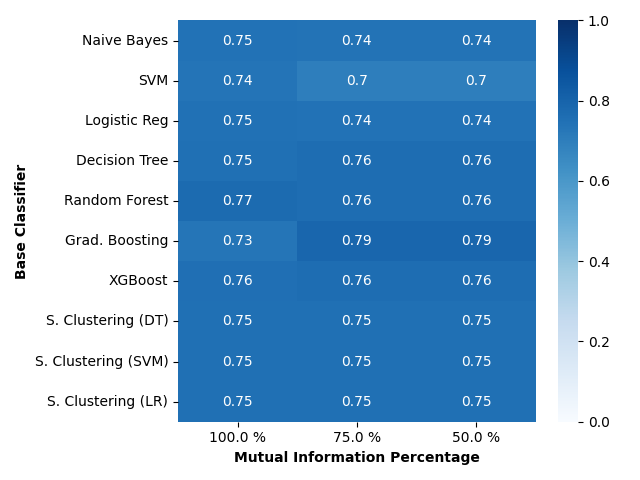 Naive Bayes 0.75 0.74 0.74
SVM 0.74 0.7 0.7
Logistic Reg 0.75 0.74 0.74
Decision Tree 0.75 0.76 0.76
Random Forest 0.77 0.76 0.76
Grad. Boosting 0.73 0.79 0.79
XGBoost 0.76 0.76 0.76
S. Clustering (DT) 0.75 0.75 0.75
S. Clustering (SVM) 0.75 0.75 0.75
S. Clustering (LR) 0.75 0.75 0.75
100.0 % 75.0 % 50.0 %
Mutual Information Percentage
Base Classifier
1.0
0.8
0.6
0.4
0.2
0.0